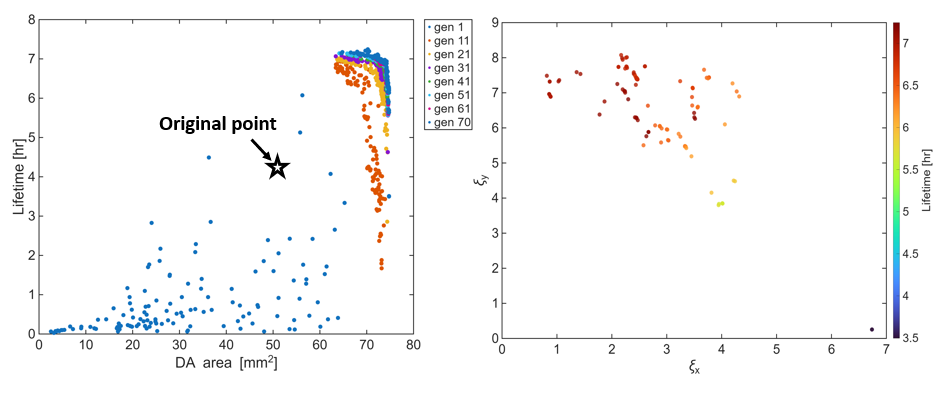 8
7
6
5
4
3
2
1
0
Lifetime [hr]
Original point
0 10 20 30 40 50 60 70 80
DA area [mm²]
gen 1
gen 11
gen 21
gen 31
gen 41
gen 51
gen 61
gen 70
9
8
7
6
5
4
3
2
1
0
ξy
0 1 2 3 4 5 6 7
ξx
7
6.5
6
5.5
5
4.5
4
3.5
Lifetime [hr]